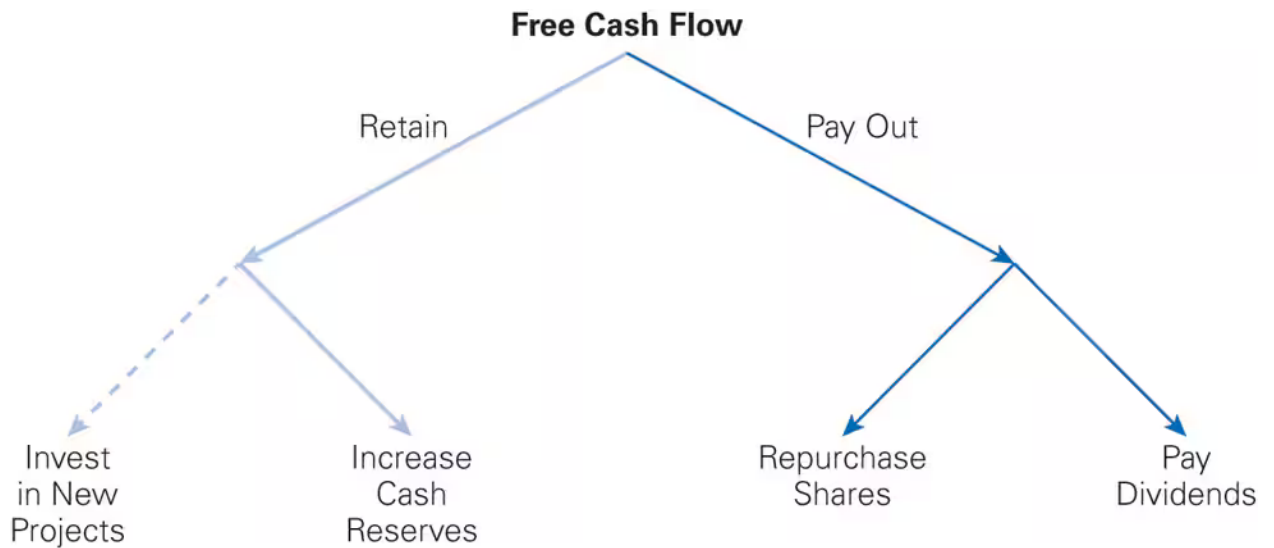 Free Cash Flow
Retain
Pay Out
Invest
in New
Projects
Increase
Cash
Reserves
Repurchase
Shares
Pay
Dividends